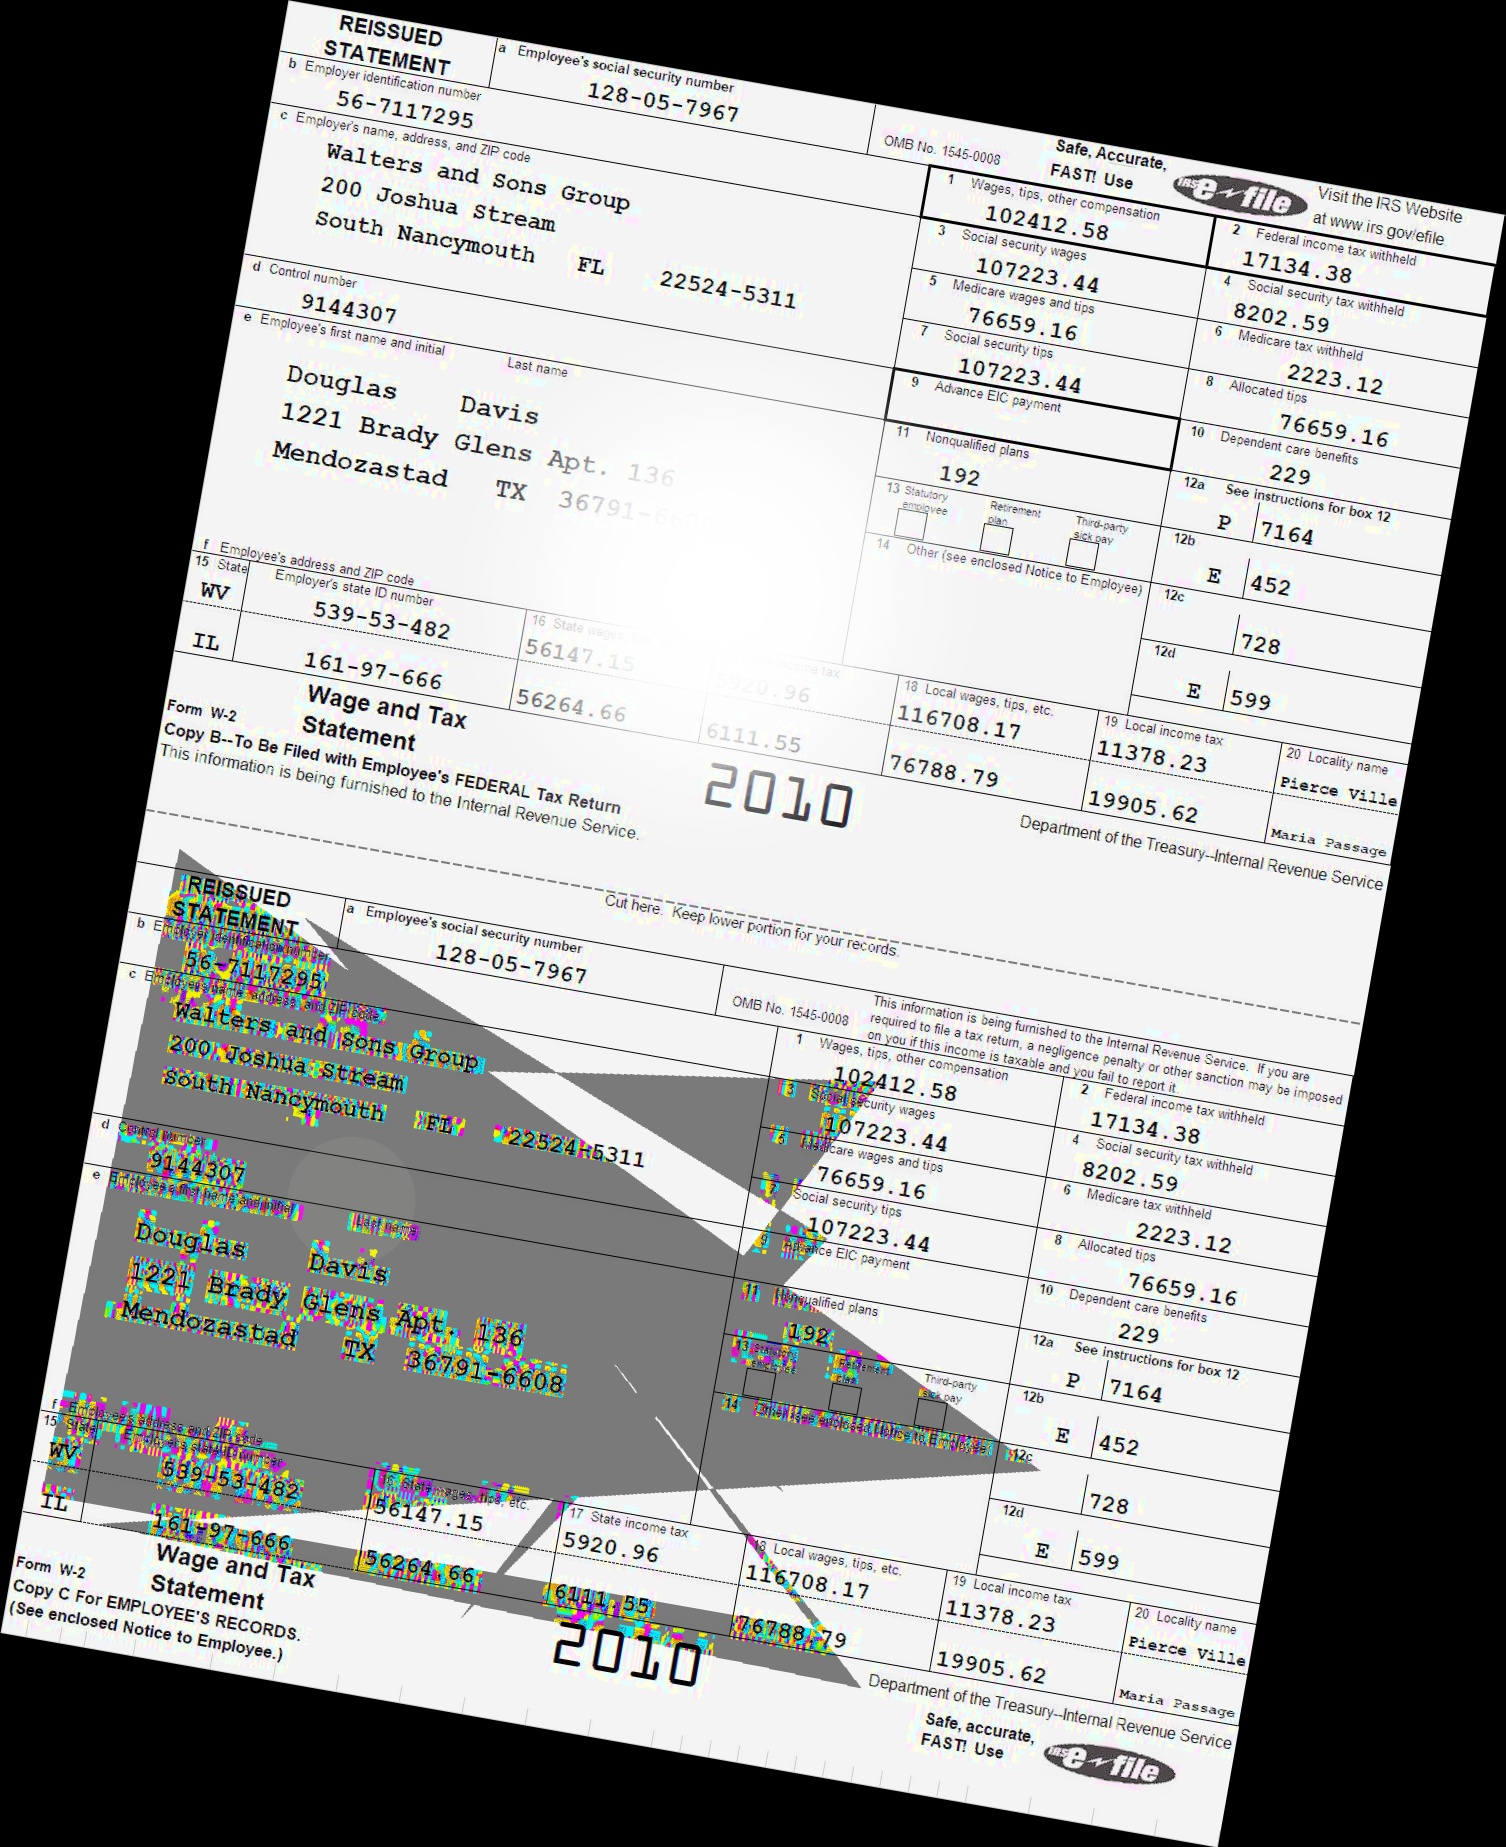 REISSUED
STATEMENT
a Employee's social security number
128-05-7967
OMB No. 1545-0008
Safe, Accurate,
FAST! Use
IRS e-file
Visit the IRS Website
at www irs gov/efile
b Employer identification number
56-7117295
c Employer's name, address, and ZIP code
Walters and Sons Group
200 Joshua Stream
South Nancymouth FL 22524-5311
1 Wages, tips, other compensation
102412.58
2 Federal income tax withheld
17134.38
3 Social security wages
107223.44
4 Social security tax withheld
8202.59
5 Medicare wages and tips
76659.16
6 Medicare tax withheld
2223.12
d Control number
9144307
7 Social security tips
107223.44
8 Allocated tips
76659.16
e Employee's first name and initial Last name
Douglas Davis
1221 Brady Glens Apt. 136
Mendozastad TX 36791-660
9 Advance EIC payment
10 Dependent care benefits
229
11 Nonqualified plans
192
12a See instructions for box 12
P 7164
13 Statutory employee
Retirement plan
Third-party sick pay
12b
E 452
14 Other (see enclosed Notice to Employee)
12c
728
12d
E 599
f Employee's address and ZIP code
15 State Employer's state ID number
WV 539-53-482
IL 161-97-666
16 State wages,
56147.15
56264.66
income tax
5920.96
6111.55
18 Local wages, tips, etc.
116708.17
76788.79
19 Local income tax
11378.23
19905.62
20 Locality name
Pierce Ville
Maria Passage
Form W-2
Wage and Tax
Statement
2010
Copy B--To Be Filed with Employee's FEDERAL Tax Return
This information is being furnished to the Internal Revenue Service.
Department of the Treasury--Internal Revenue Service
Cut here. Keep lower portion for your records.
REISSUED
STATEMENT
a Employee's social security number
128-05-7967
OMB No. 1545-0008
This information is being furnished to the Internal Revenue Service. If you are
required to file a tax return, a negligence penalty or other sanction may be imposed
on you if this income is taxable and you fail to report it
b Employer identification number
56-7117295
c Employer's name, address, and ZIP code
Walters and Sons Group
200 Joshua Stream
South Nancymouth FL 22524-5311
1 Wages, tips, other compensation
102412.58
2 Federal income tax withheld
17134.38
3 Social security wages
107223.44
4 Social security tax withheld
8202.59
5 Medicare wages and tips
76659.16
6 Medicare tax withheld
2223.12
d Control number
9144307
7 Social security tips
107223.44
8 Allocated tips
76659.16
e Employee's first name and initial Last name
Douglas Davis
1221 Brady Glens Apt. 136
Mendozastad TX 36791-6608
9 Advance EIC payment
10 Dependent care benefits
229
11 Nonqualified plans
192
12a See instructions for box 12
P 7164
13 Statutory employee
Retirement plan
Third-party sick pay
12b
E 452
14 Other (see enclosed Notice to Employee)
12c
728
12d
E 599
f Employee's address and ZIP code
15 State Employer's state ID number
WV 539-53-482
IL 161-97-666
16 State wages, tips, etc.
56147.15
56264.66
17 State income tax
5920.96
6111.55
18 Local wages, tips, etc.
116708.17
76788.79
19 Local income tax
11378.23
19905.62
20 Locality name
Pierce Ville
Maria Passage
Form W-2
Wage and Tax
Statement
2010
Copy C For EMPLOYEE'S RECORDS.
(See enclosed Notice to Employee.)
Department of the Treasury--Internal Revenue Service
Safe, accurate,
FAST! Use
IRS e-file